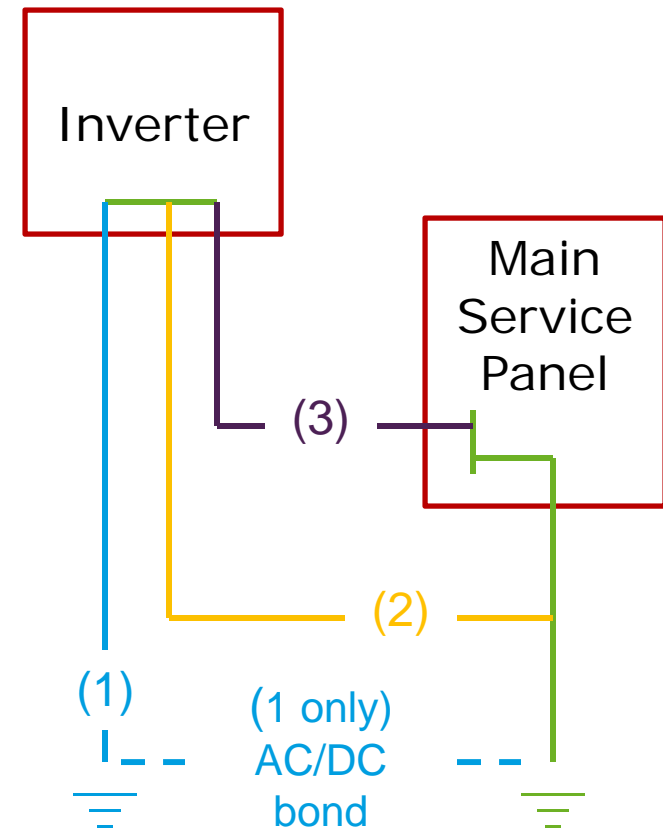 Inverter
Main
Service
Panel
(3)
(2)
(1)
(1 only)
AC/DC
bond